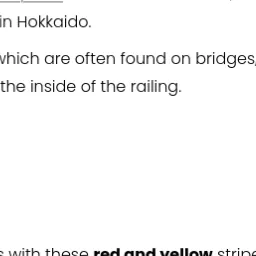 in Hokkaido.
which are often found on bridges,
the inside of the railing.
s with these red and yellow stripe